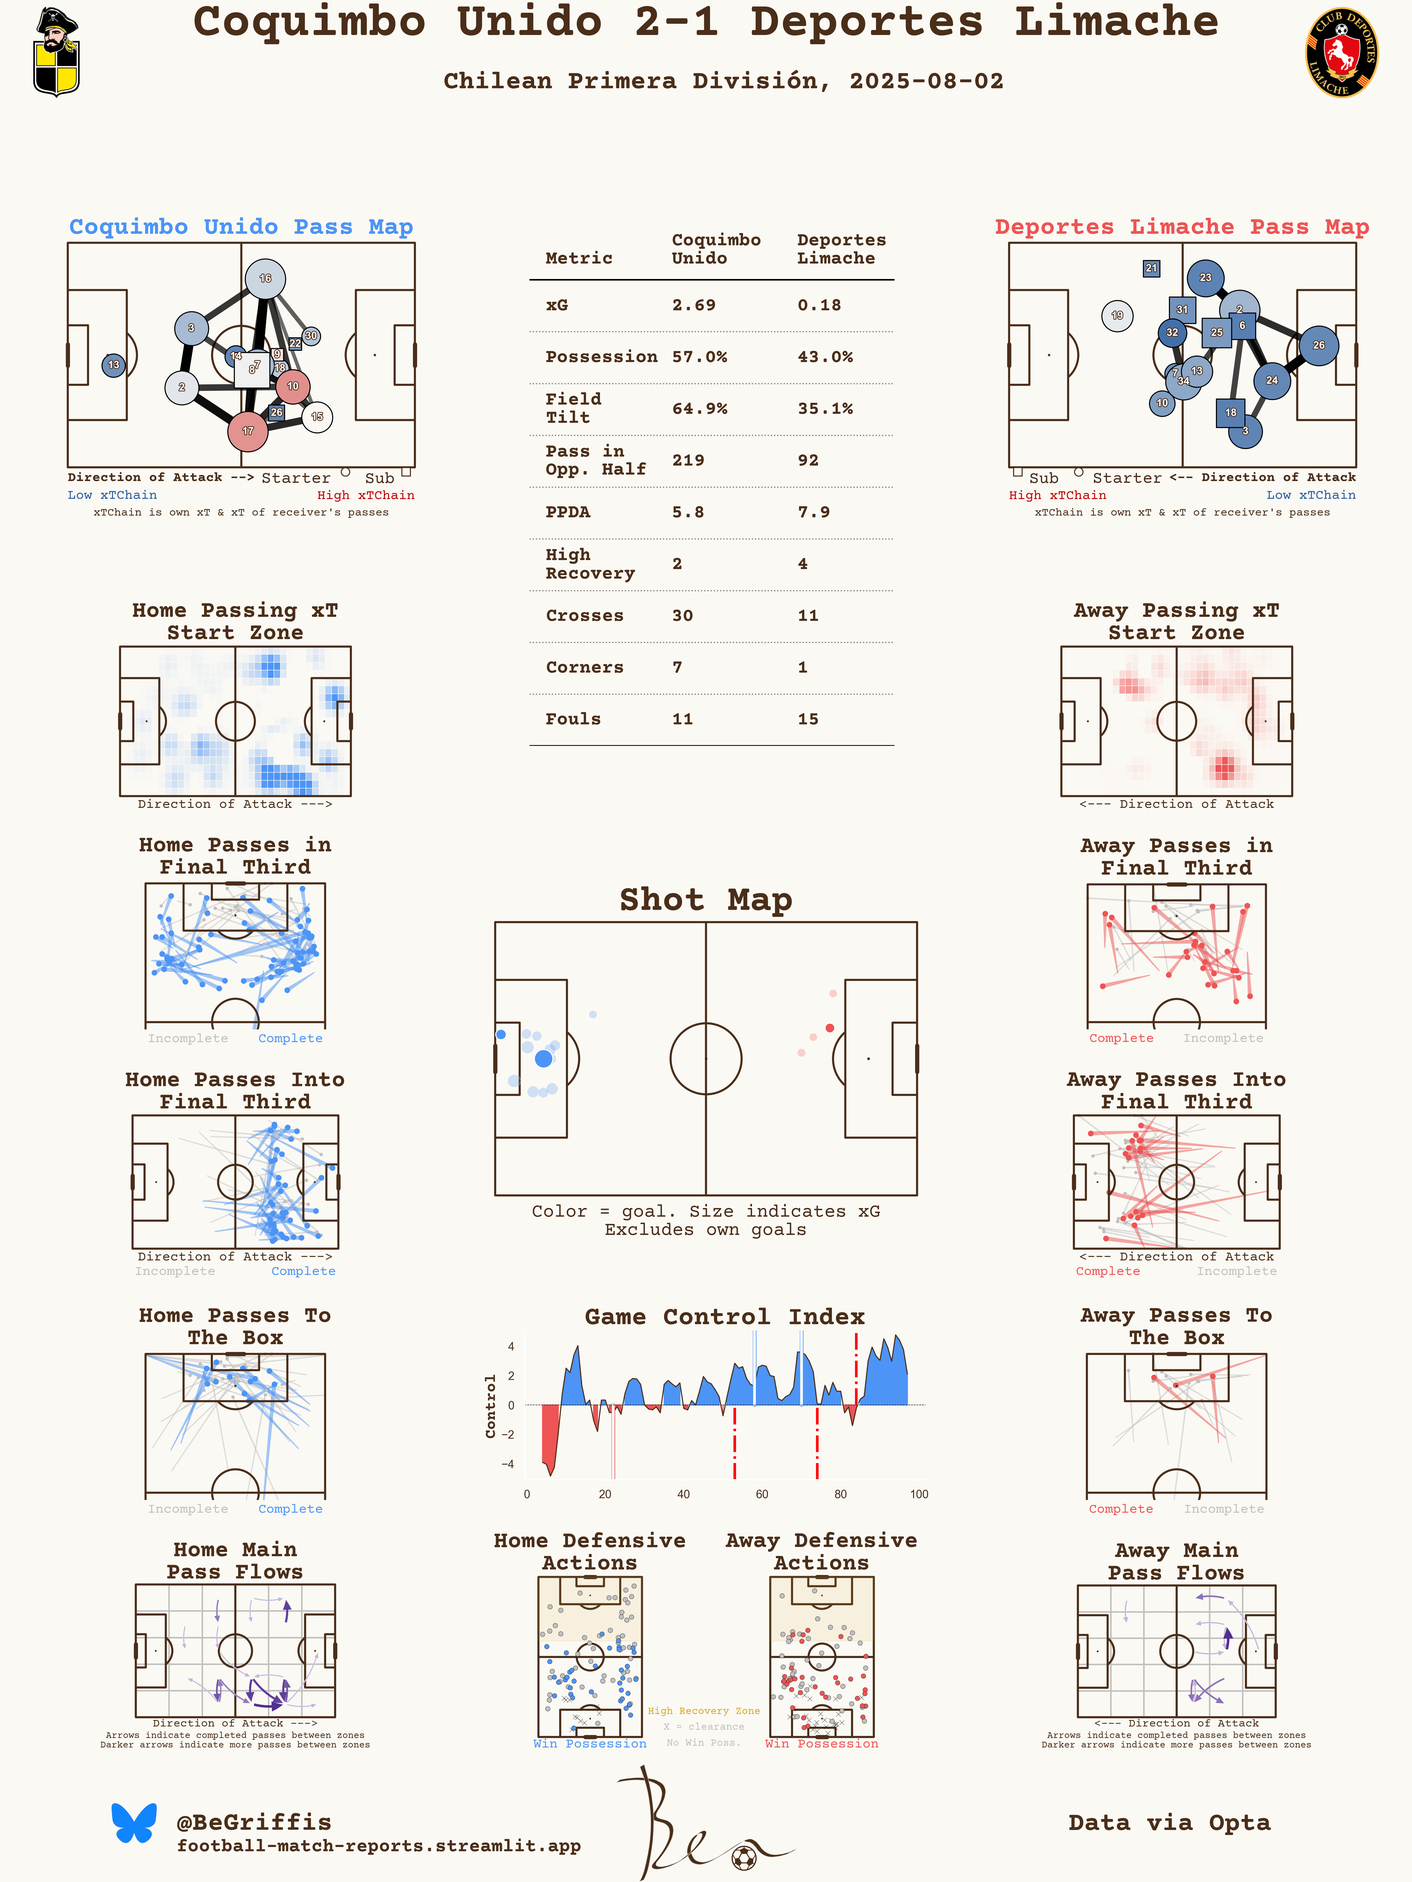 Coquimbo Unido 2-1 Deportes Limache
Chilean Primera División, 2025-08-02
CLUB DEPORTES
LIMACHE
Coquimbo Unido Pass Map
16
3
30
22
14
9
13
7
8
18
2
10
26
15
17
Direction of Attack --> Starter Sub
Low xTChain High xTChain
xTChain is own xT & xT of receiver's passes
Metric Coquimbo Unido Deportes Limache
xG 2.69 0.18
Possession 57.0% 43.0%
Field Tilt 64.9% 35.1%
Pass in Opp. Half 219 92
PPDA 5.8 7.9
High Recovery 2 4
Crosses 30 11
Corners 7 1
Fouls 11 15
Deportes Limache Pass Map
21
23
31
2
19
32
25
6
26
7
13
34
24
10
18
3
Sub Starter <-- Direction of Attack
High xTChain Low xTChain
xTChain is own xT & xT of receiver's passes
Home Passing xT
Start Zone
Direction of Attack --->
Away Passing xT
Start Zone
<--- Direction of Attack
Home Passes in
Final Third
Incomplete Complete
Away Passes in
Final Third
Complete Incomplete
Shot Map
Color = goal. Size indicates xG
Excludes own goals
Home Passes Into
Final Third
Direction of Attack --->
Incomplete Complete
Away Passes Into
Final Third
<--- Direction of Attack
Complete Incomplete
Home Passes To
The Box
Incomplete Complete
Game Control Index
Control
4
2
0
−2
−4
0 20 40 60 80 100
Away Passes To
The Box
Complete Incomplete
Home Main
Pass Flows
Direction of Attack --->
Arrows indicate completed passes between zones
Darker arrows indicate more passes between zones
Home Defensive
Actions
Win Possession
High Recovery Zone
X = clearance
No Win Poss.
Away Defensive
Actions
Win Possession
Away Main
Pass Flows
<--- Direction of Attack
Arrows indicate completed passes between zones
Darker arrows indicate more passes between zones
@BeGriffis
football-match-reports.streamlit.app
Ben
Data via Opta